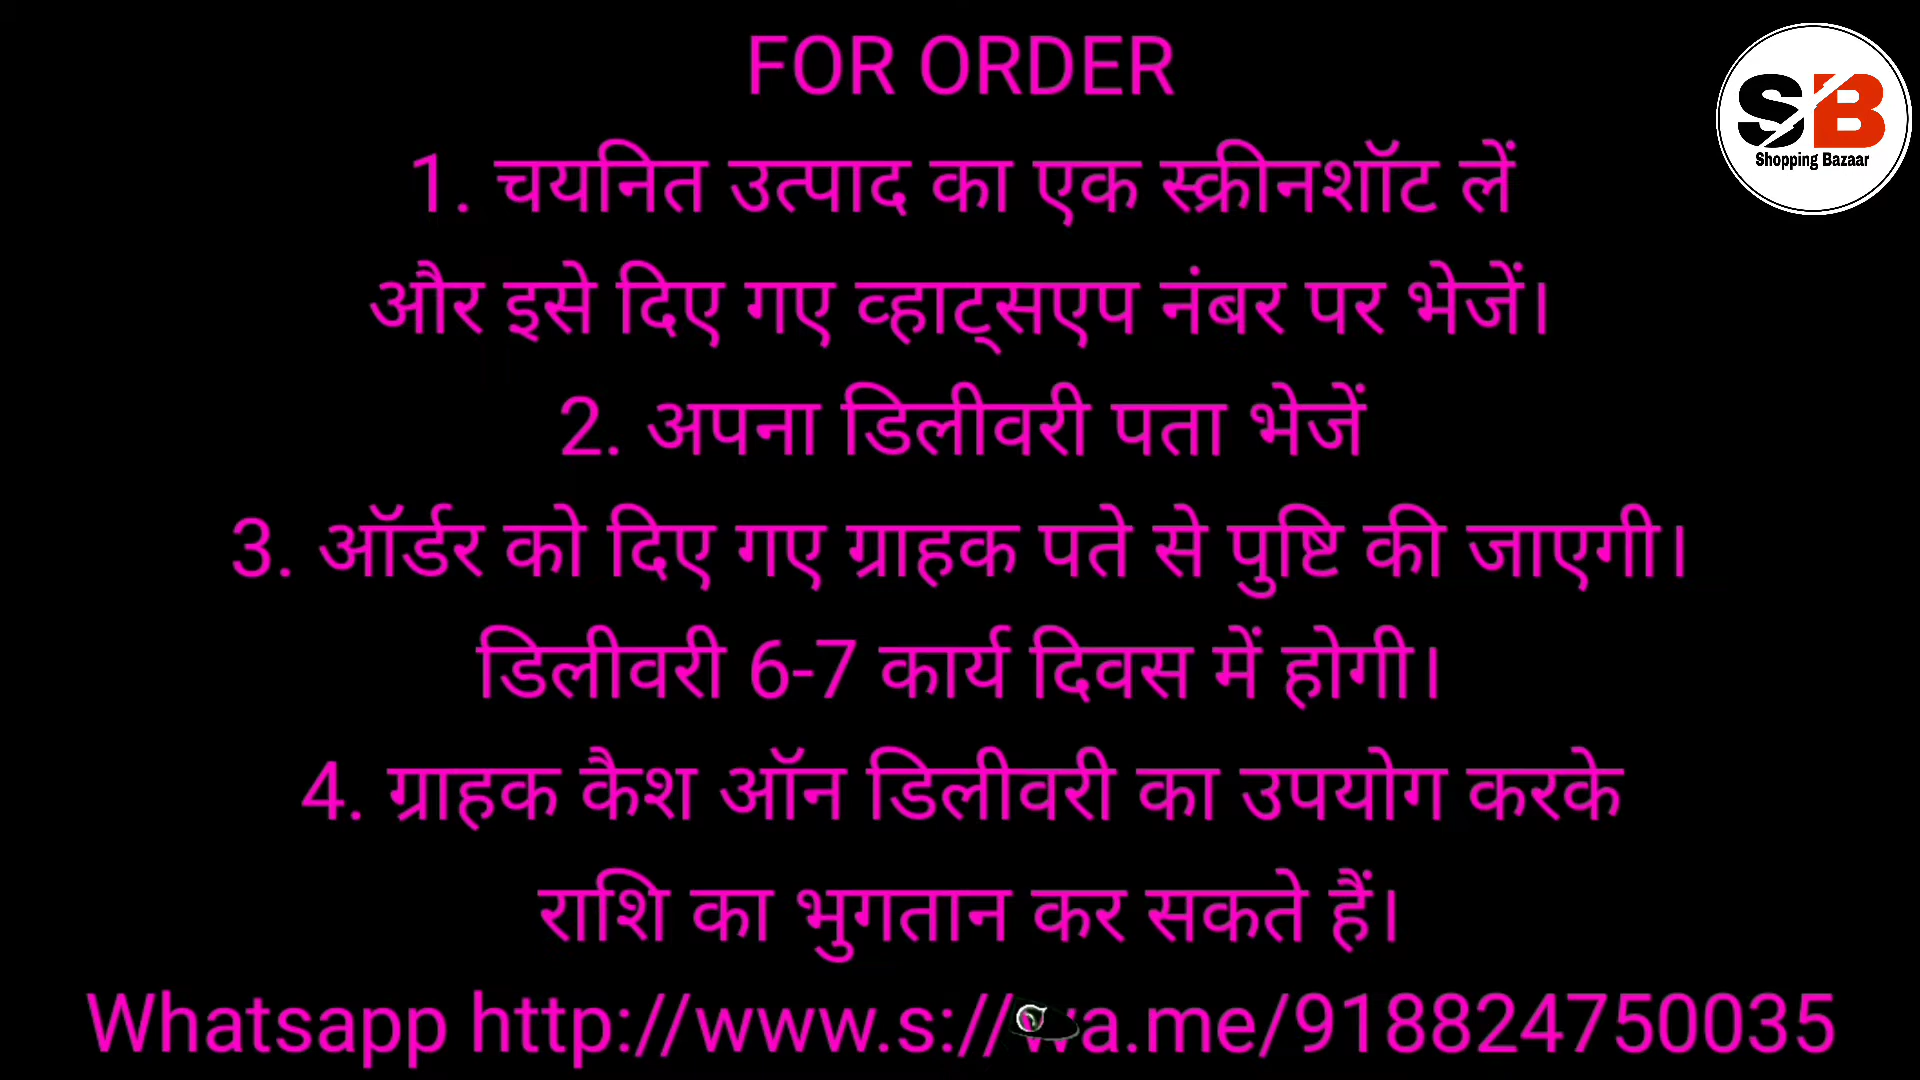 FOR ORDER
SB
Shopping Bazaar
1. चयनित उत्पाद का एक स्क्रीनशॉट लें
और इसे दिए गए व्हाट्सएप नंबर पर भेजें।
2. अपना डिलीवरी पता भेजें
3. ऑर्डर को दिए गए ग्राहक पते से पुष्टि की जाएगी।
डिलीवरी 6-7 कार्य दिवस में होगी।
4. ग्राहक कैश ऑन डिलीवरी का उपयोग करके
राशि का भुगतान कर सकते हैं।
Whatsapp http://www.s://wa.me/918824750035